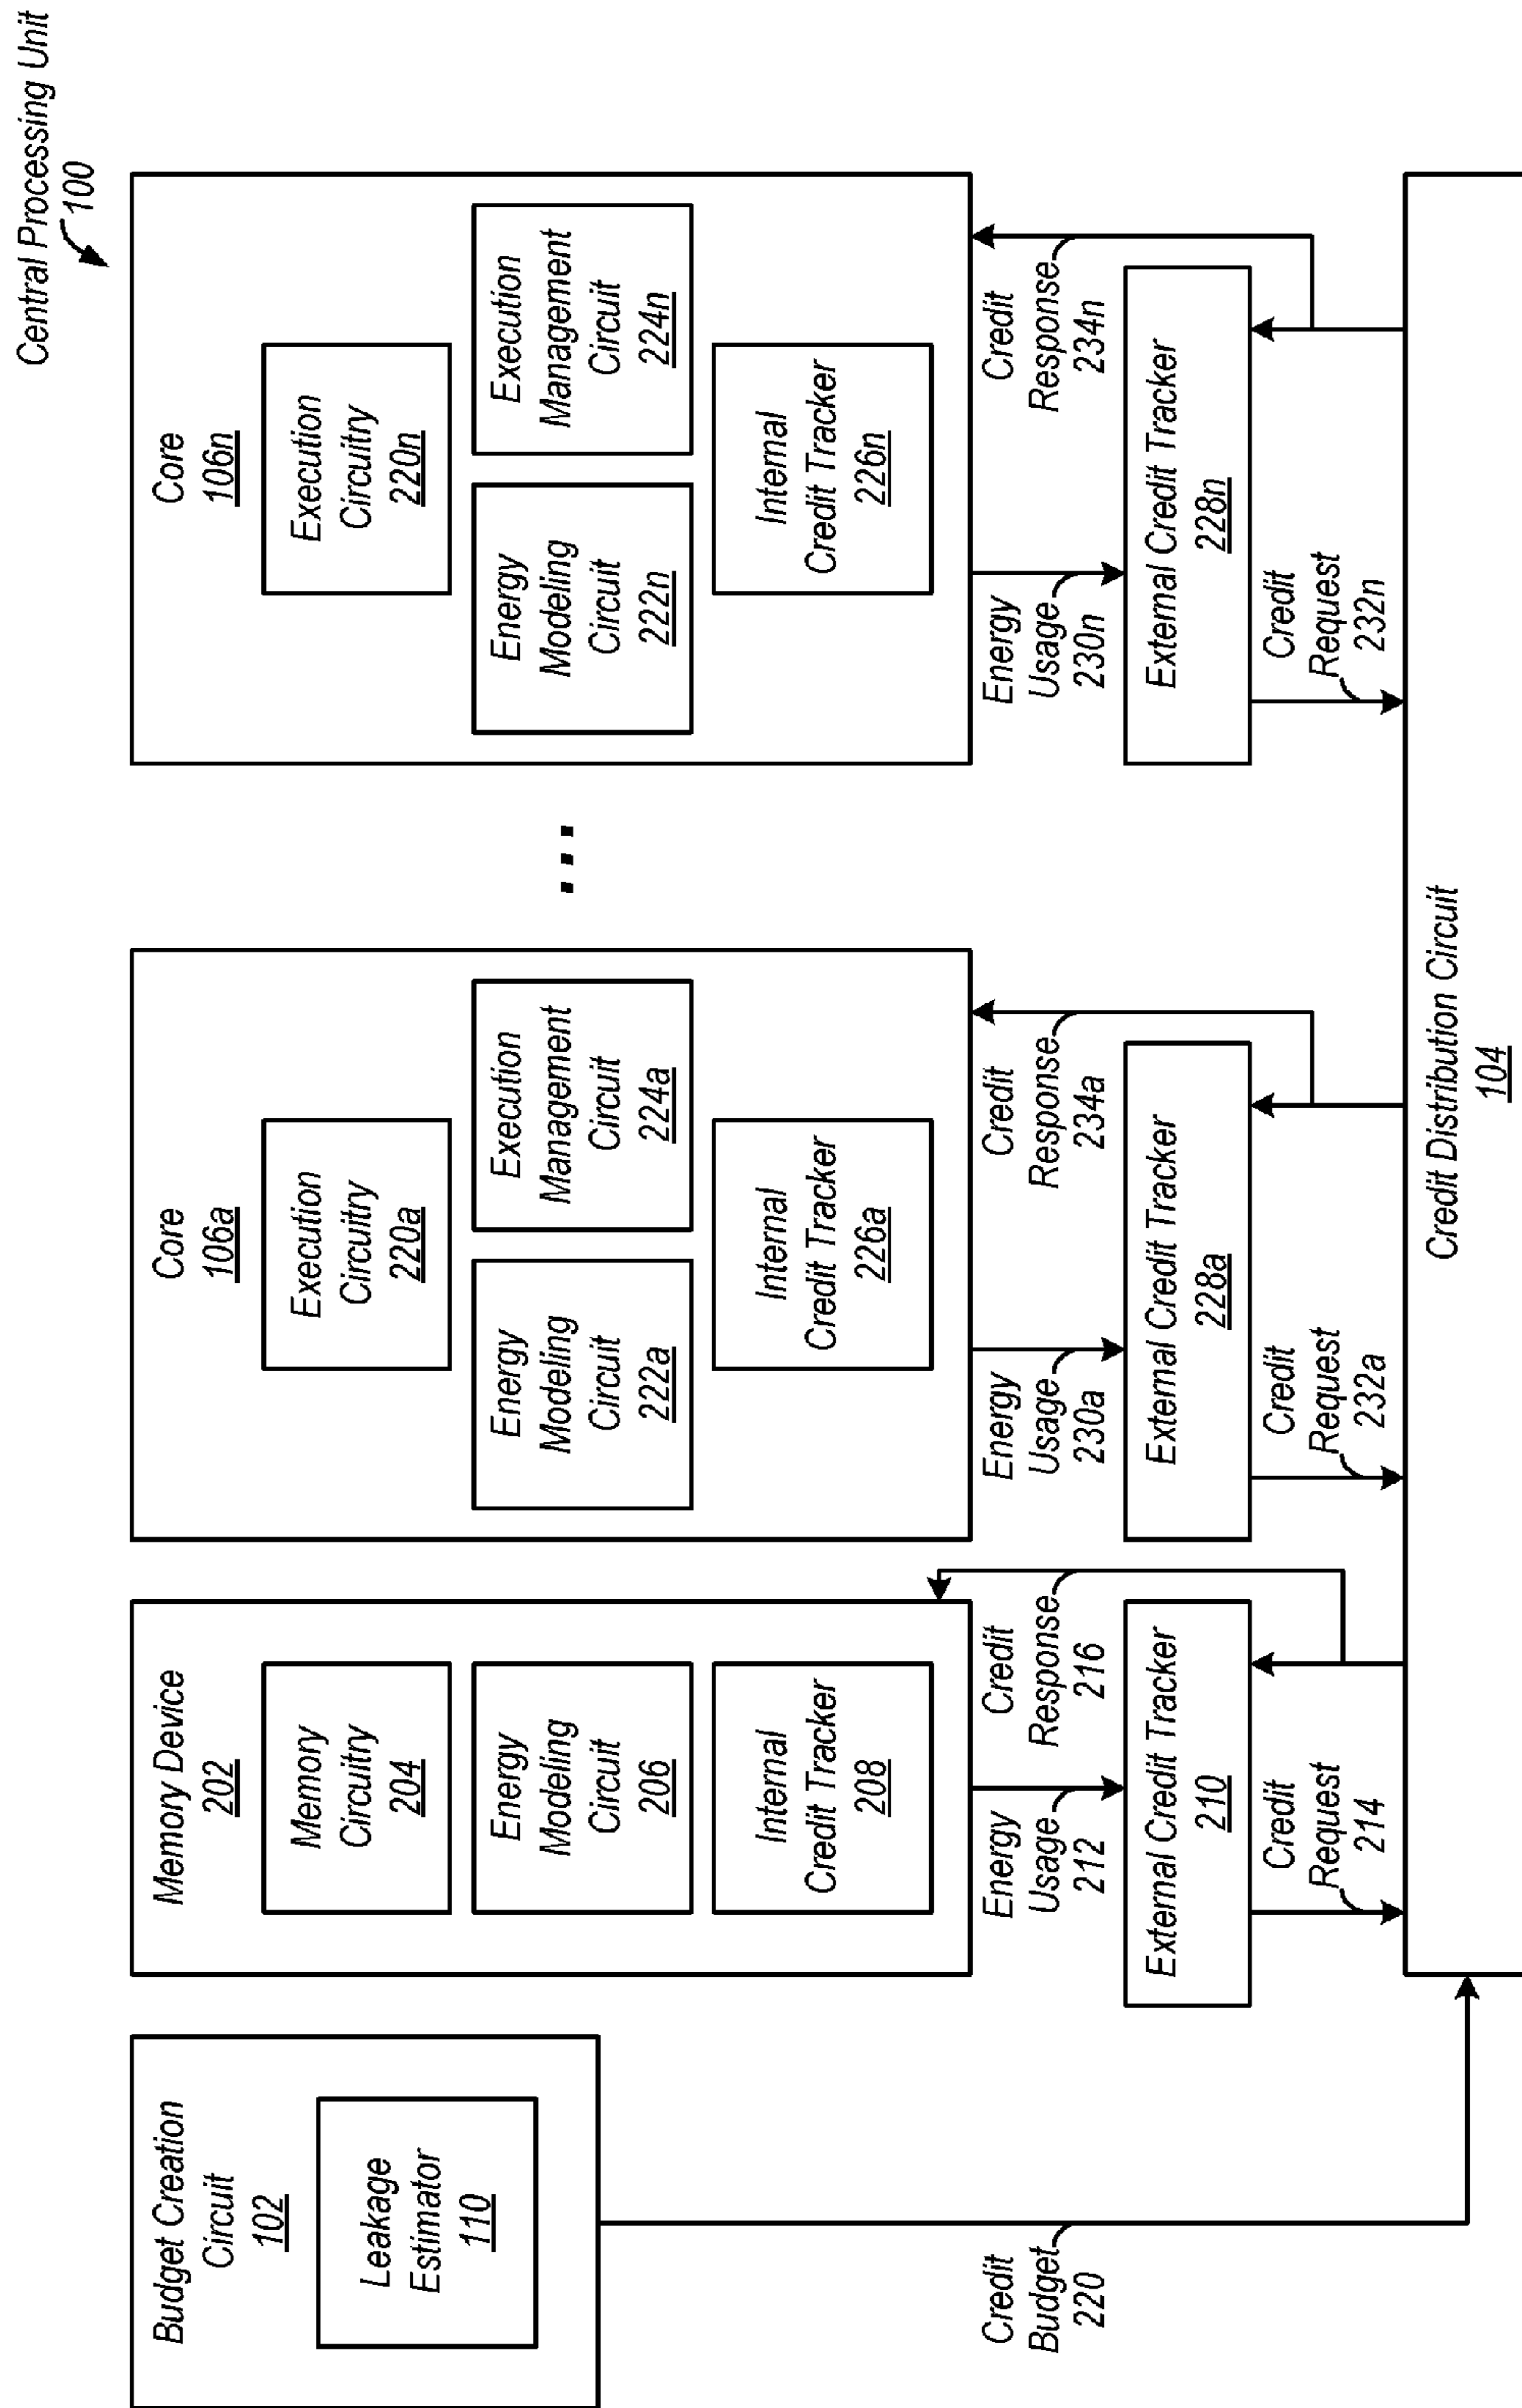 Central Processing Unit
100
Budget Creation
Circuit
102
Leakage
Estimator
110
Credit
Budget
220
Memory Device
202
Memory
Circuitry
204
Energy
Modeling
Circuit
206
Internal
Credit Tracker
208
Energy
Usage
212
Credit
Response
216
External Credit Tracker
210
Credit
Request
214
Core
106a
Execution
Circuitry
220a
Energy
Modeling
Circuit
222a
Execution
Management
Circuit
224a
Internal
Credit Tracker
226a
Energy
Usage
230a
Credit
Response
234a
External Credit Tracker
228a
Credit
Request
232a
...
Core
106n
Execution
Circuitry
220n
Energy
Modeling
Circuit
222n
Execution
Management
Circuit
224n
Internal
Credit Tracker
226n
Energy
Usage
230n
Credit
Response
234n
External Credit Tracker
228n
Credit
Request
232n
Credit Distribution Circuit
104